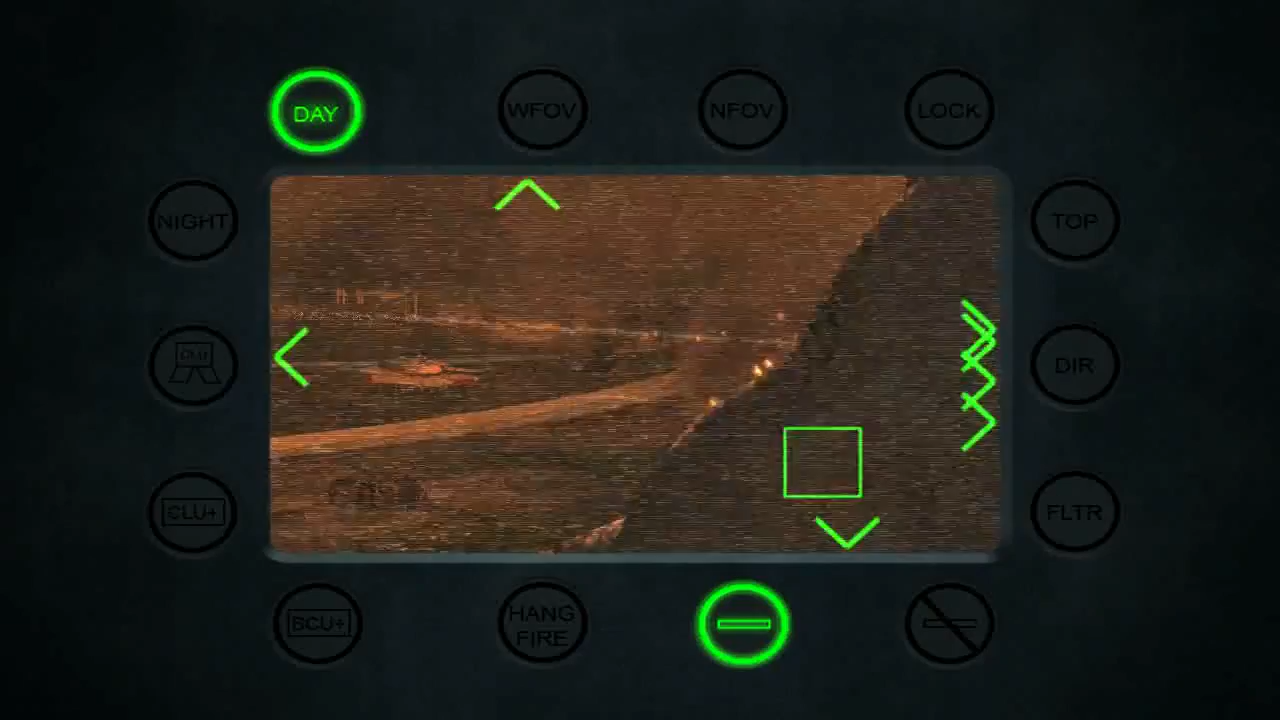 DAY
WFOV
NFOV
LOCK
NIGHT
TOP
DIR
CLU+
FLTR
BCU+
HANG
FIRE